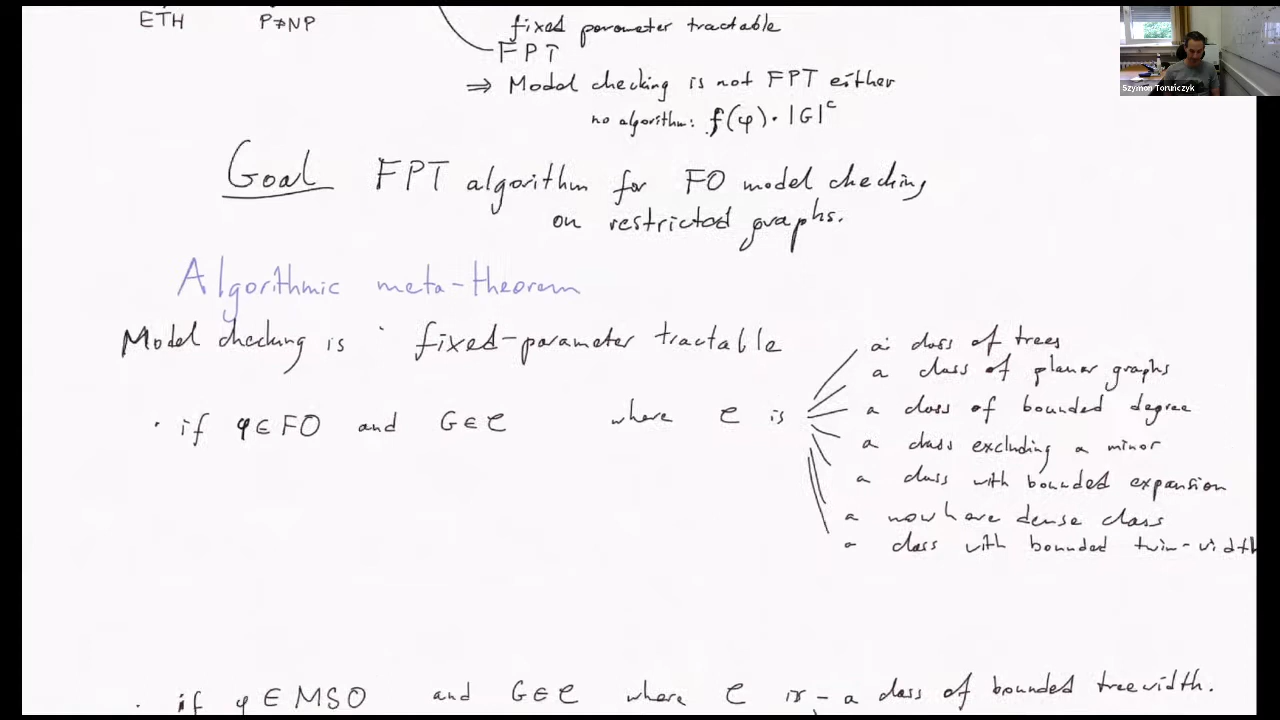 ETH P≠NP
fixed parameter tractable
FPT
⇒ Model checking is not FPT either
no algorithm: f(φ)·|G|^c
Goal FPT algorithm for FO model checking
on restricted graphs.
Algorithmic meta-theorem
Model checking is fixed-parameter tractable
· if φ∈FO and G∈C where C is
a class of trees
a class of planar graphs
a class of bounded degree
a class excluding a minor
a class with bounded expansion
a nowhere dense class
a class with bounded twin-width
· if φ∈MSO and G∈C where C is - a class of bounded treewidth.
Szymon Toruńczyk